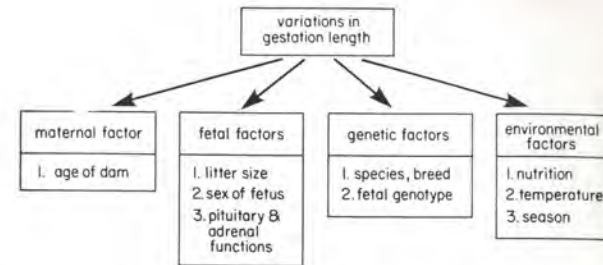 variations in
gestation length
maternal factor
1. age of dam
fetal factors
1. litter size
2. sex of fetus
3. pituitary &
adrenal
functions
genetic factors
1. species, breed
2. fetal genotype
environmental
factors
1. nutrition
2. temperature
3. season